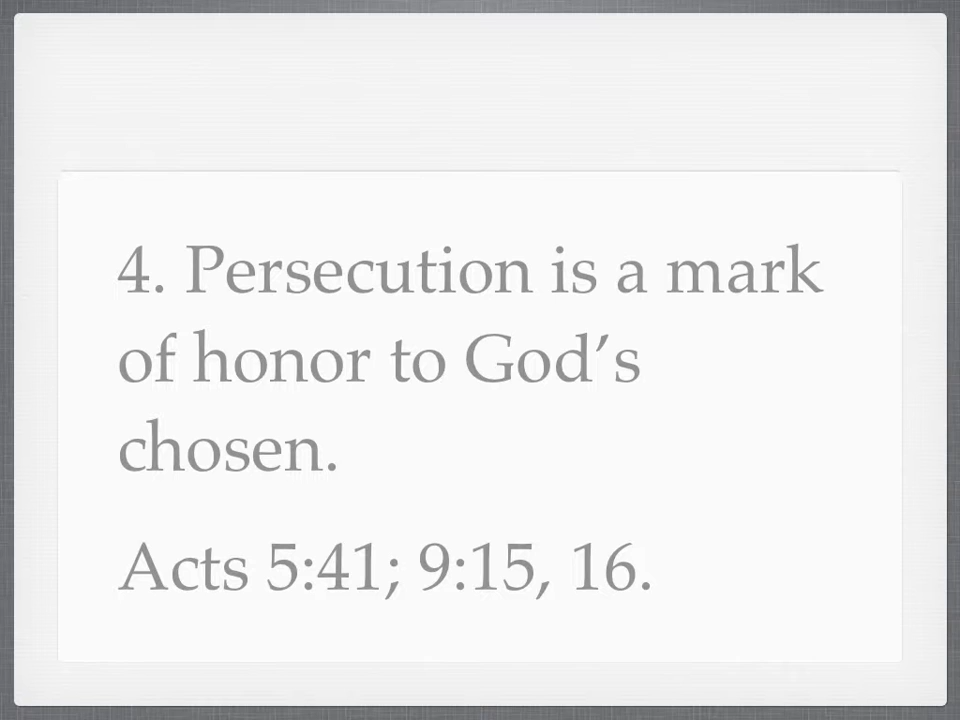 4. Persecution is a mark
of honor to God’s
chosen.
Acts 5:41; 9:15, 16.